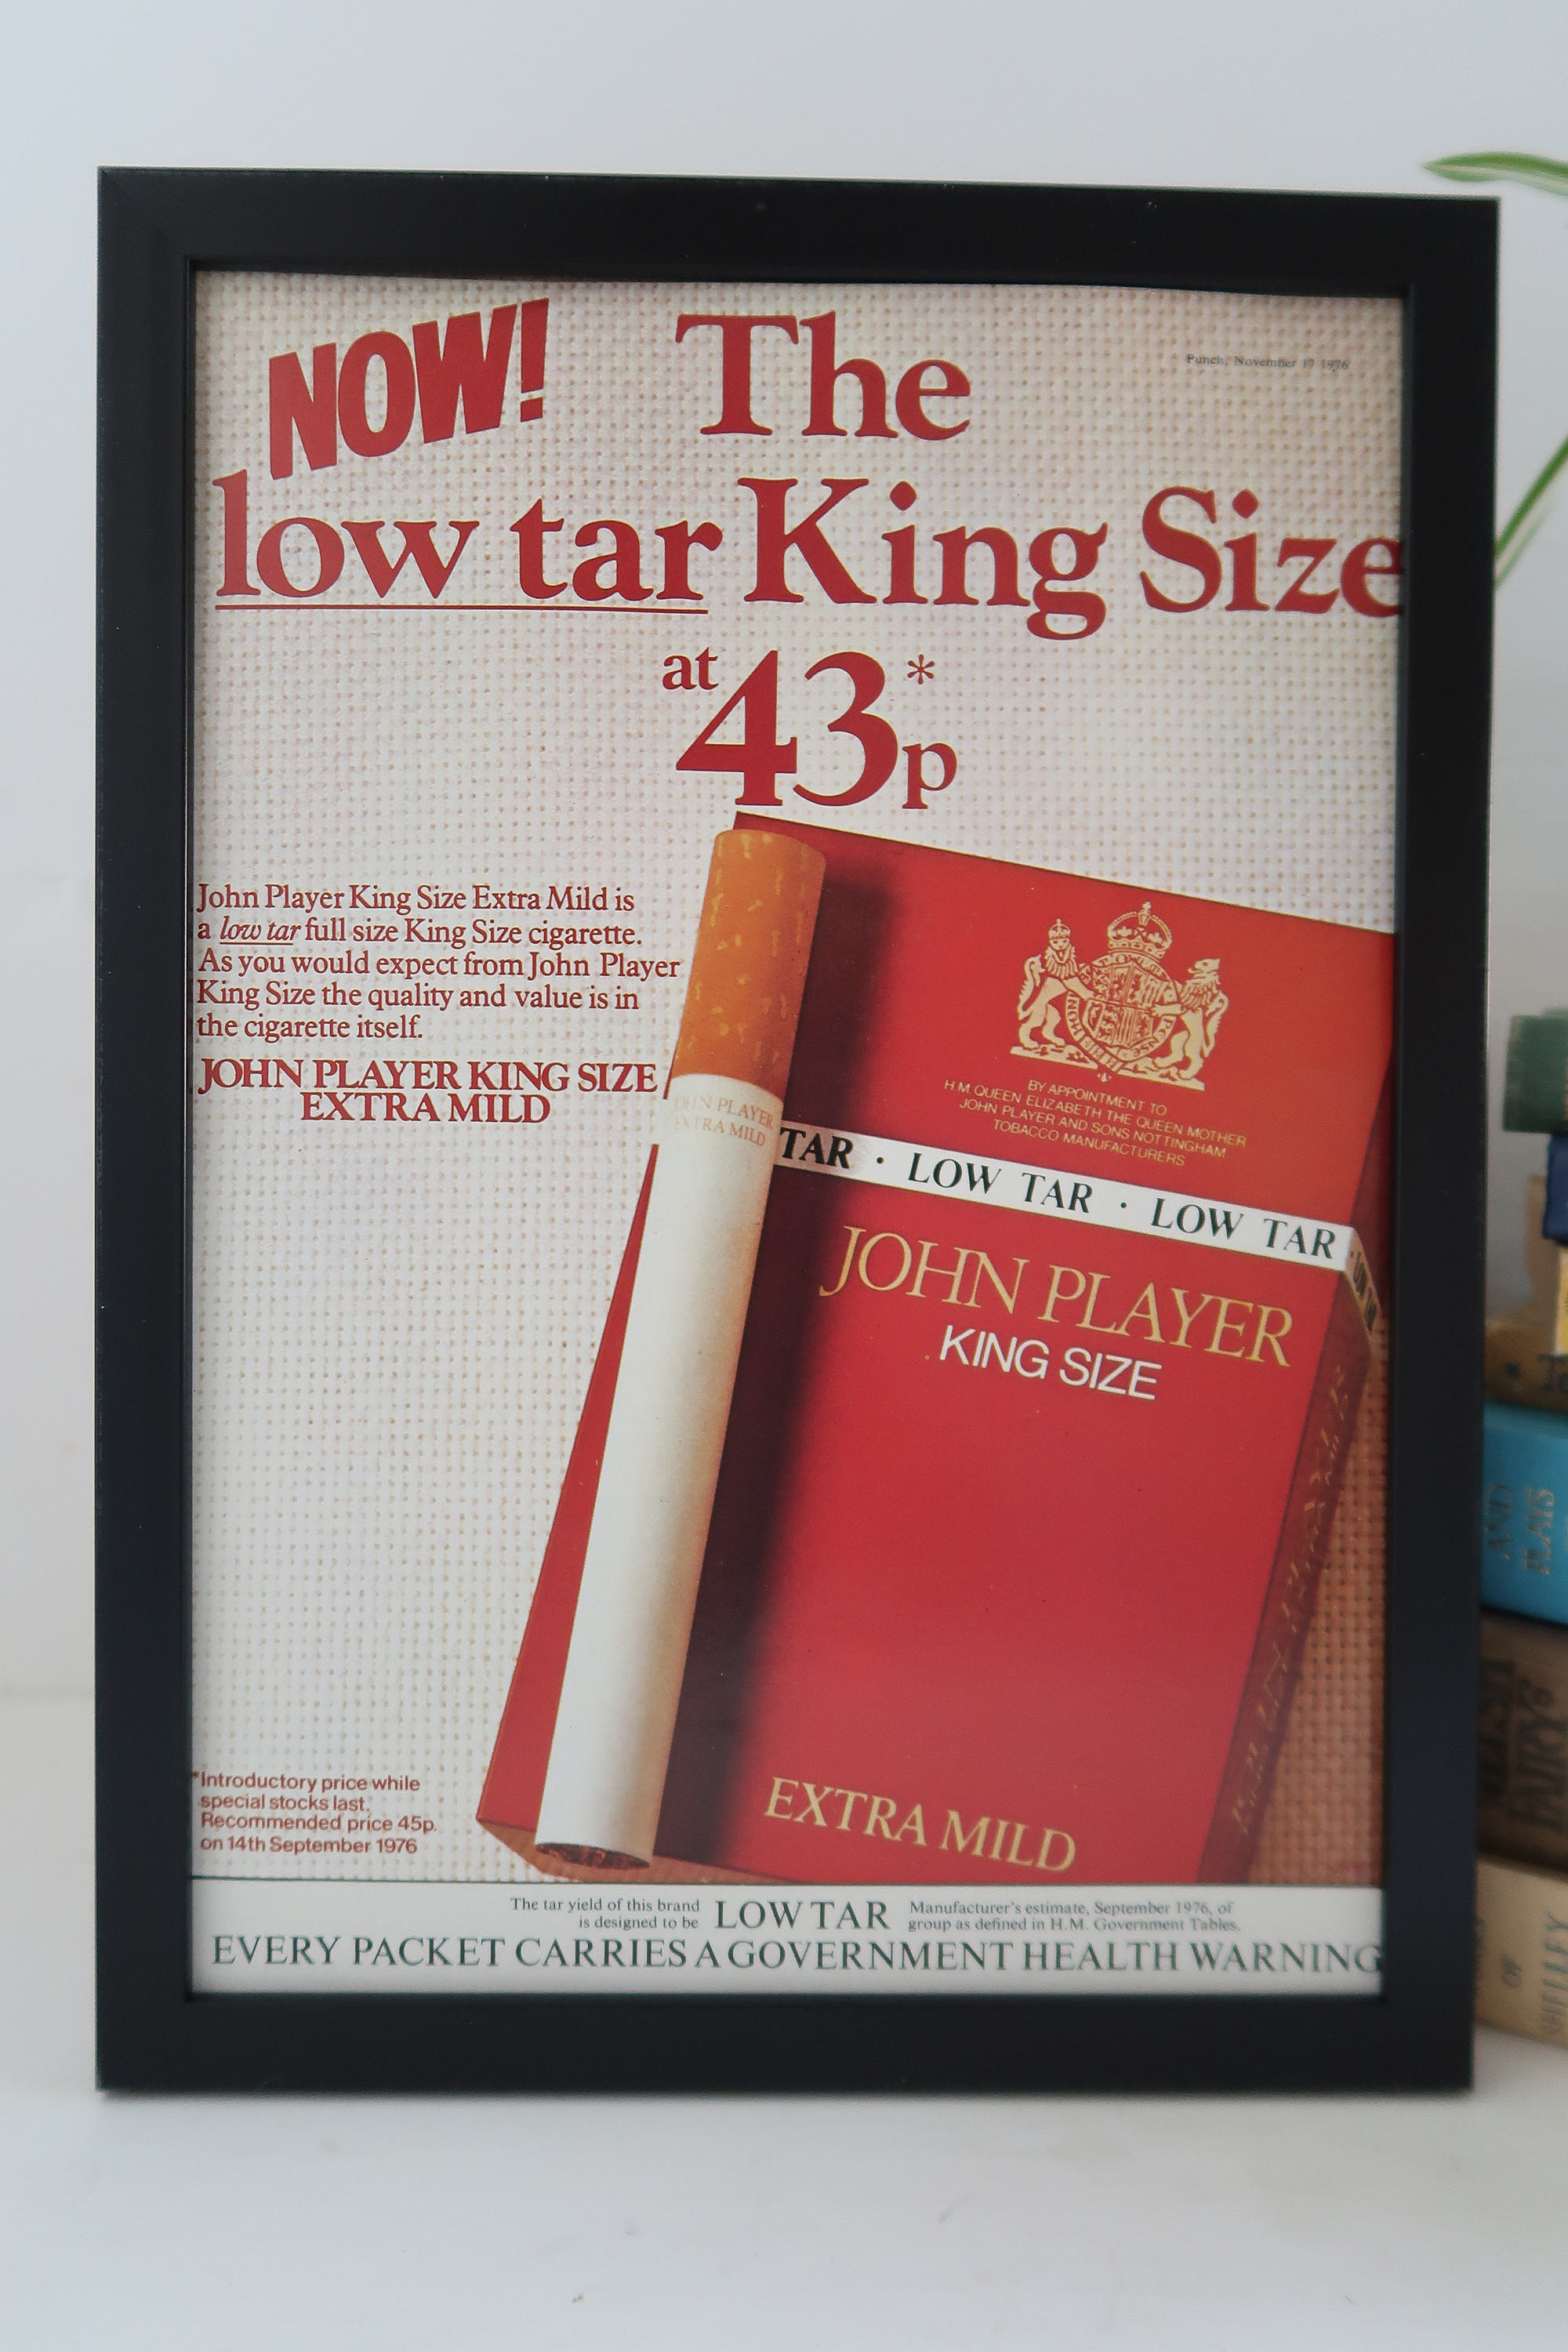 NOW!
The
Punch, November 17 1976
low tar King Size
at 43p*
John Player King Size Extra Mild is
a low tar full size King Size cigarette.
As you would expect from John Player
King Size the quality and value is in
the cigarette itself.
JOHN PLAYER KING SIZE
EXTRA MILD
BY APPOINTMENT TO
H.M. QUEEN ELIZABETH THE QUEEN MOTHER
JOHN PLAYER AND SONS NOTTINGHAM
TOBACCO MANUFACTURERS
JOHN PLAYER
EXTRA MILD
TAR · LOW TAR · LOW TAR
JOHN PLAYER
KING SIZE
EXTRA MILD
*Introductory price while
special stocks last.
Recommended price 45p.
on 14th September 1976
The tar yield of this brand
is designed to be
LOW TAR
Manufacturer's estimate, September 1976, of
group as defined in H.M. Government Tables.
EVERY PACKET CARRIES A GOVERNMENT HEALTH WARNING
AND
PLAYS
FAIRY
OF
SHELLEY